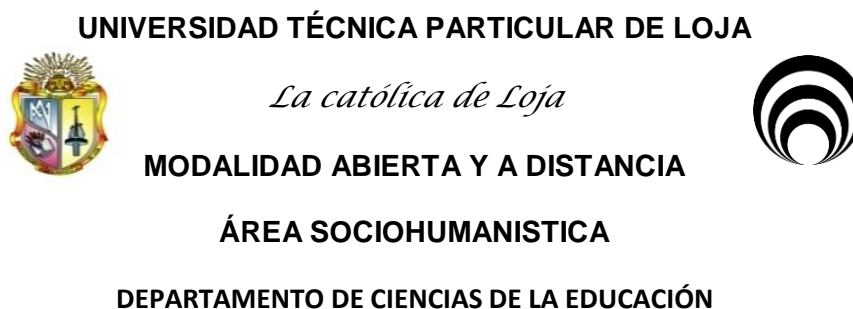 UNIVERSIDAD TÉCNICA PARTICULAR DE LOJA
La católica de Loja
MODALIDAD ABIERTA Y A DISTANCIA
ÁREA SOCIOHUMANISTICA
DEPARTAMENTO DE CIENCIAS DE LA EDUCACIÓN